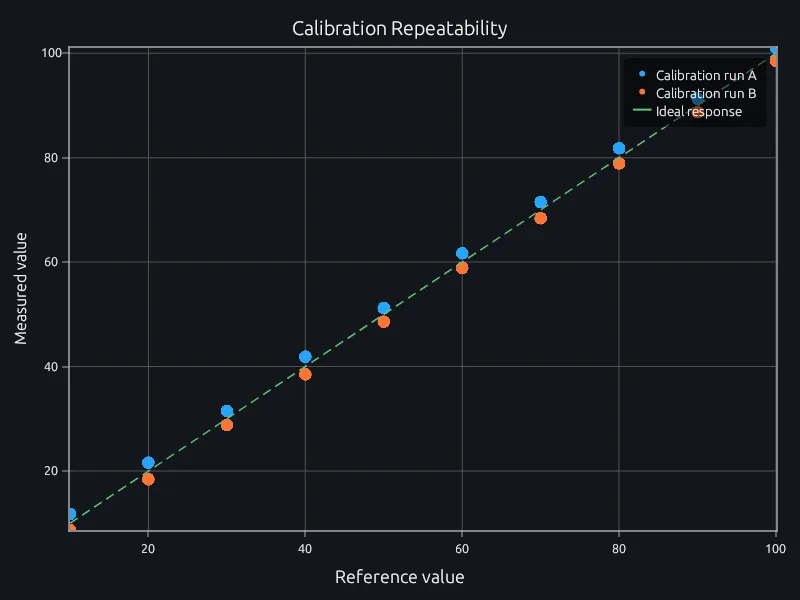 Calibration Repeatability
100
80
60
40
20
Measured value
Calibration run A
Calibration run B
Ideal response
20
40
60
80
100
Reference value